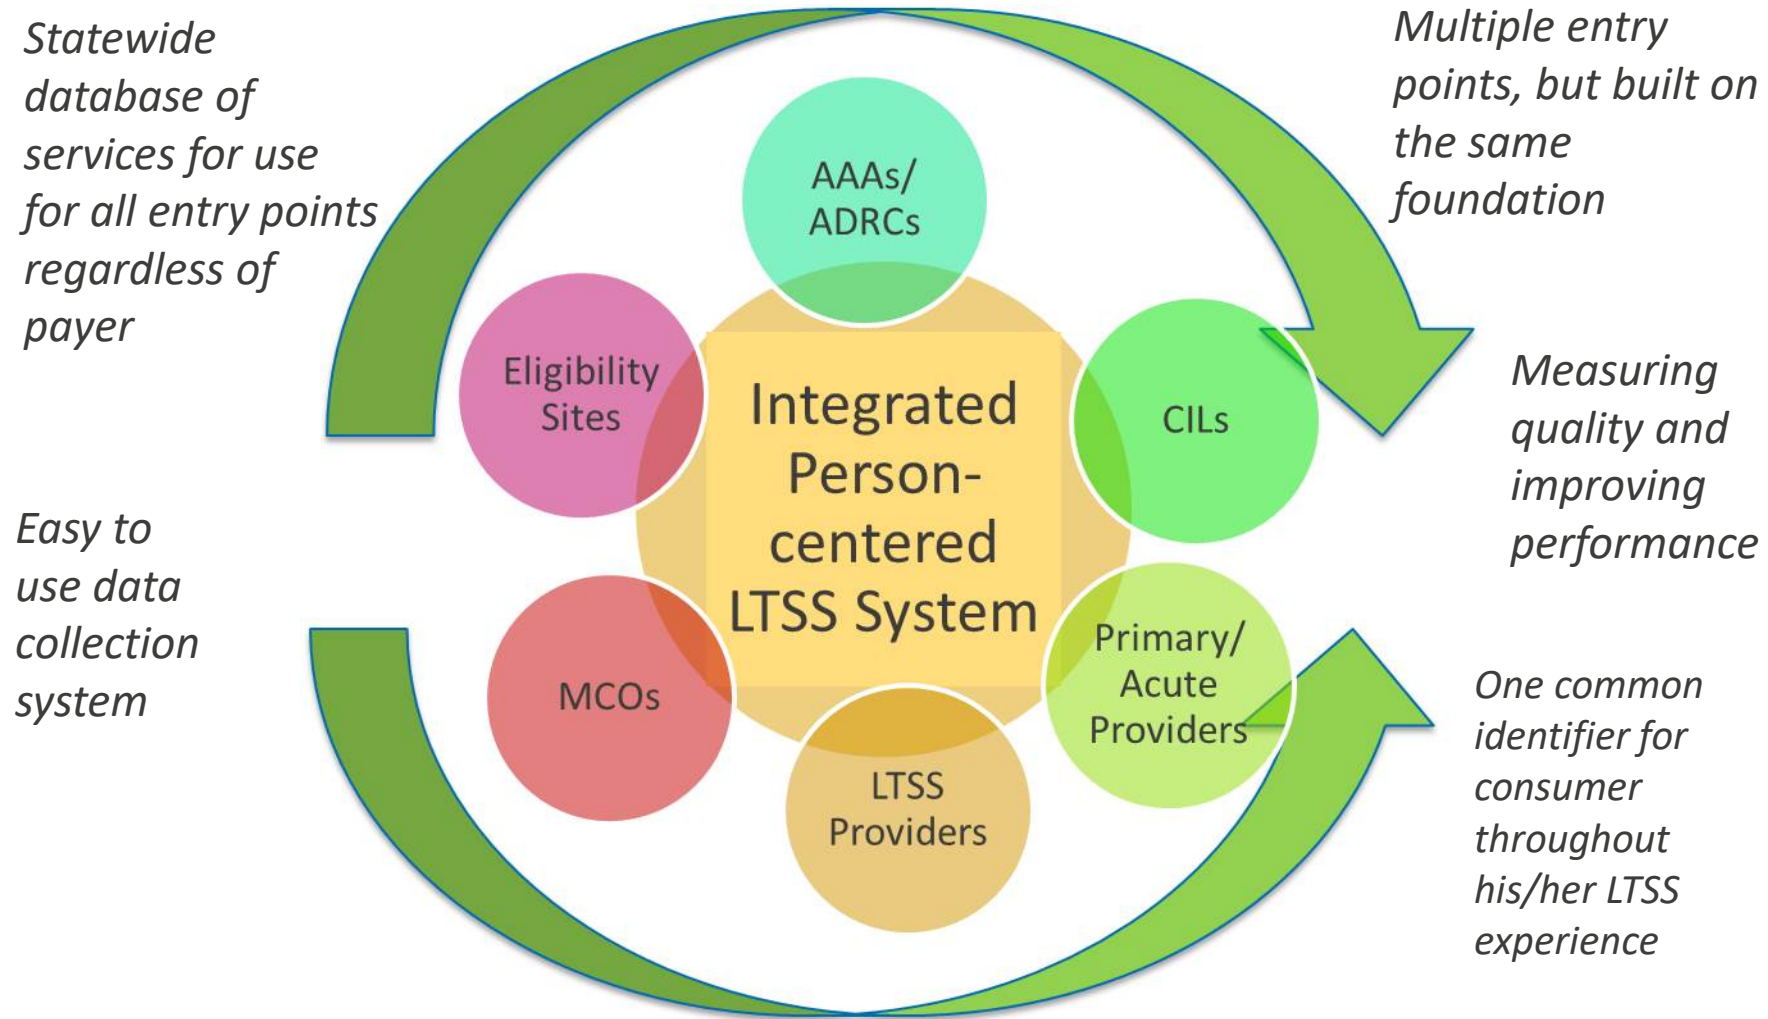 Statewide
database of
services for use
for all entry points
regardless of
payer
Multiple entry
points, but built on
the same
foundation
AAAs/
ADRCs
Eligibility
Sites
Integrated
Person-
centered
LTSS System
CILs
Measuring
quality and
improving
performance
Easy to
use data
collection
system
MCOs
Primary/
Acute
Providers
LTSS
Providers
One common
identifier for
consumer
throughout
his/her LTSS
experience